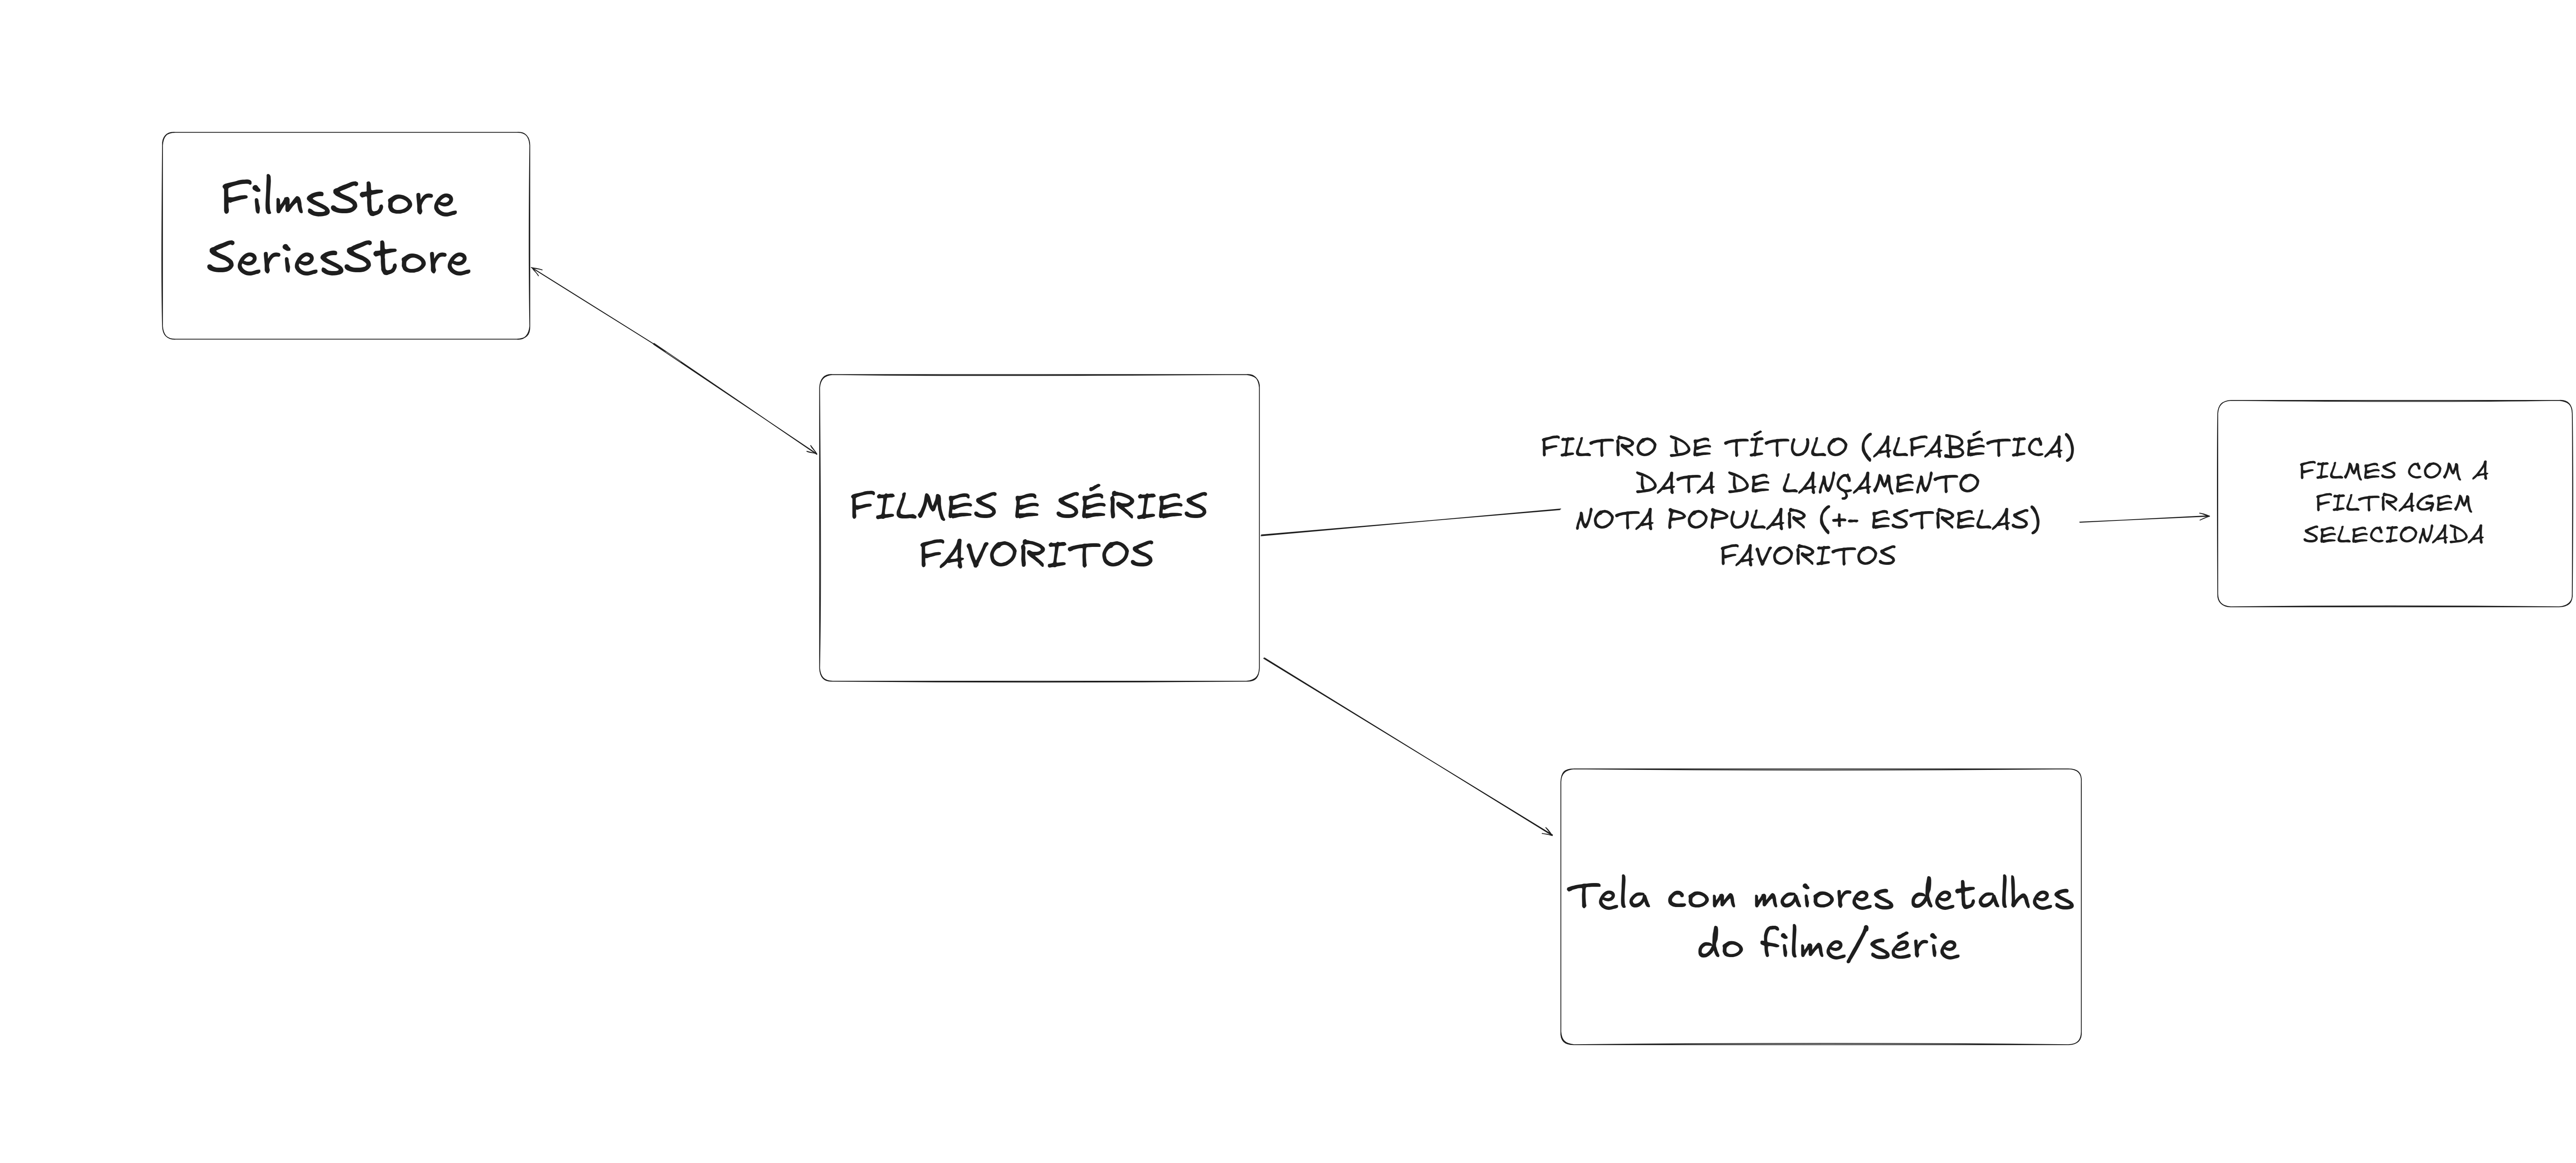 FilmsStore
SeriesStore
FILMES E SÉRIES
FAVORITOS
FILTRO DE TÍTULO (ALFABÉTICA)
DATA DE LANÇAMENTO
NOTA POPULAR (+- ESTRELAS)
FAVORITOS
FILMES COM A
FILTRAGEM
SELECIONADA
Tela com maiores detalhes
do filme/série